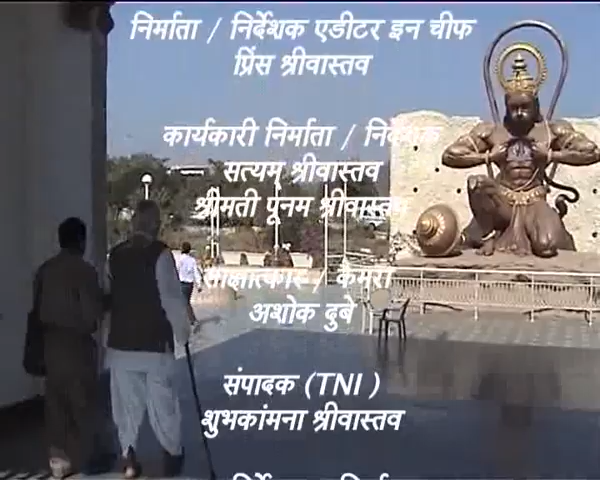 निर्माता / निर्देशक एडीटर इन चीफ
प्रिंस श्रीवास्तव
कार्यकारी निर्माता / निर्देशक
सत्यम् श्रीवास्तव
श्रीमती पूनम श्रीवास्तव
साक्षात्कार / कैमरा
अशोक दुबे
संपादक (TNI )
शुभकांमना श्रीवास्तव